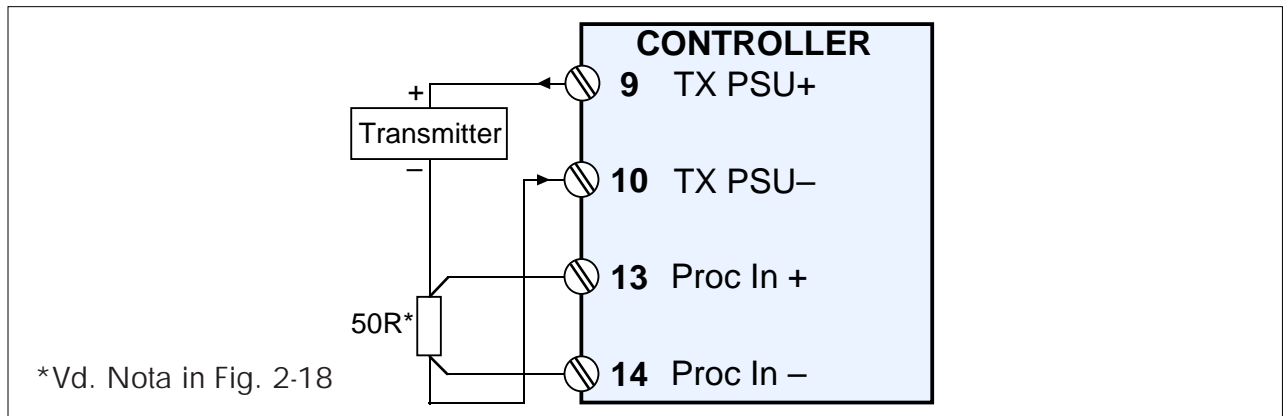 CONTROLLER
9 TX PSU+
+
Transmitter
–
10 TX PSU–
13 Proc In +
50R*
14 Proc In –
*Vd. Nota in Fig. 2-18